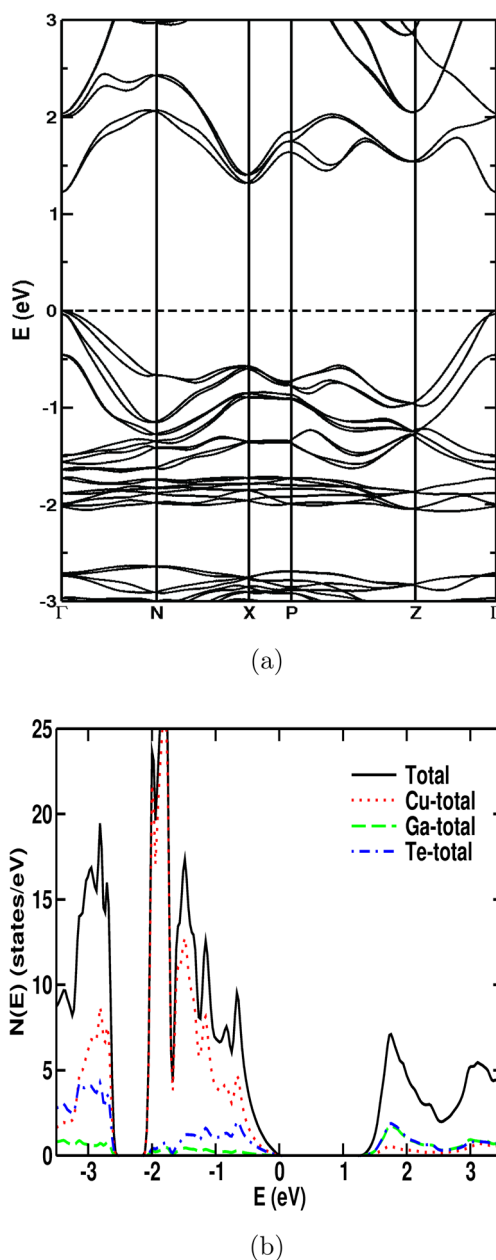 3
2
1
0
-1
-2
-3
E (eV)
Γ N X P Z Γ
(a)
25
20
15
10
5
0
N(E) (states/eV)
Total
Cu-total
Ga-total
Te-total
-3 -2 -1 0 1 2 3
E (eV)
(b)